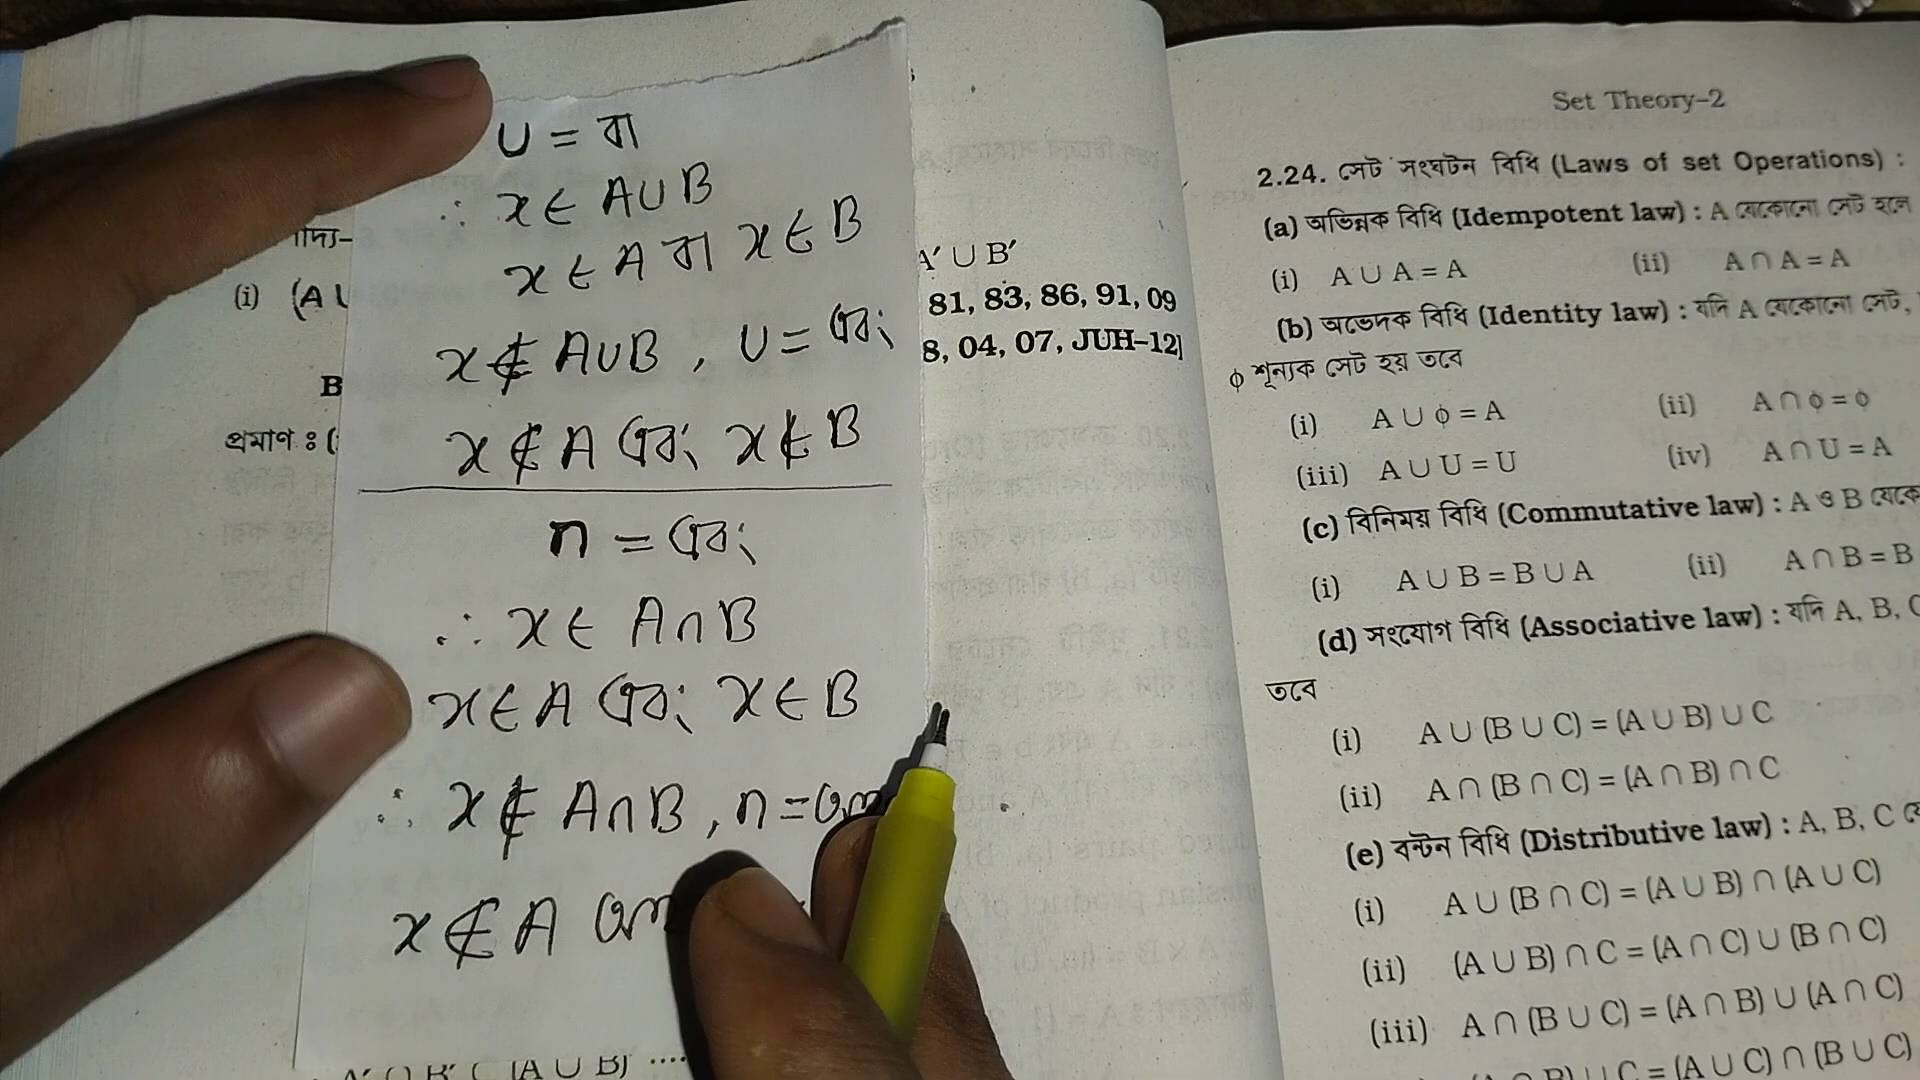 ∪ = বা
∴ x ∈ A∪B
x ∈ A বা x ∈ B
x ∉ A∪B , ∪ = এবং
x ∉ A এবং x ∉ B
∩ = এবং
∴ x ∈ A∩B
x ∈ A এবং x ∈ B
∴ x ∉ A∩B , ∩ =
x ∉ A
(i) (A
A′ ∪ B′
81, 83, 86, 91, 09
8, 04, 07, JUH–12]
B
প্রমাণ ঃ (
A′ ∩ B′ ⊂ (A ∪ B)′ ....
Set Theory–2
2.24. সেট সংঘটন বিধি (Laws of set Operations) :
(a) অভিন্নক বিধি (Idempotent law) : A যেকোনো সেট হলে
(i) A ∪ A = A (ii) A ∩ A = A
(b) অভেদক বিধি (Identity law) : যদি A যেকোনো সেট,
ϕ শূন্যক সেট হয় তবে
(i) A ∪ ϕ = A (ii) A ∩ ϕ = ϕ
(iii) A ∪ U = U (iv) A ∩ U = A
(c) বিনিময় বিধি (Commutative law) : A ও B
(i) A ∪ B = B ∪ A (ii) A ∩ B = B
(d) সংযোগ বিধি (Associative law) : যদি A, B,
তবে
(i) A ∪ (B ∪ C) = (A ∪ B) ∪ C
(ii) A ∩ (B ∩ C) = (A ∩ B) ∩ C
(e) বন্টন বিধি (Distributive law) : A, B, C
(i) A ∪ (B ∩ C) = (A ∪ B) ∩ (A ∪ C)
(ii) (A ∪ B) ∩ C = (A ∩ C) ∪ (B ∩ C)
(iii) A ∩ (B ∪ C) = (A ∩ B) ∪ (A ∩ C)
∪ C = (A ∪ C) ∩ (B ∪ C)